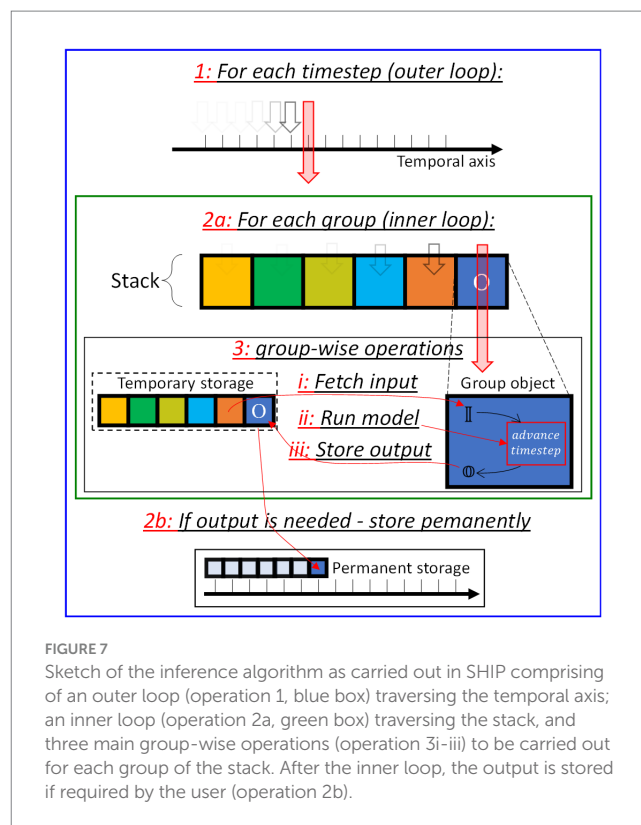 1: For each timestep (outer loop):
Temporal axis
2a: For each group (inner loop):
Stack
O
3: group-wise operations
Temporary storage
i: Fetch input
Group object
O
𝕀
ii: Run model
advance
timestep
iii: Store output
𝕆
2b: If output is needed - store pemanently
Permanent storage
FIGURE 7
Sketch of the inference algorithm as carried out in SHIP comprising
of an outer loop (operation 1, blue box) traversing the temporal axis;
an inner loop (operation 2a, green box) traversing the stack, and
three main group-wise operations (operation 3i-iii) to be carried out
for each group of the stack. After the inner loop, the output is stored
if required by the user (operation 2b).